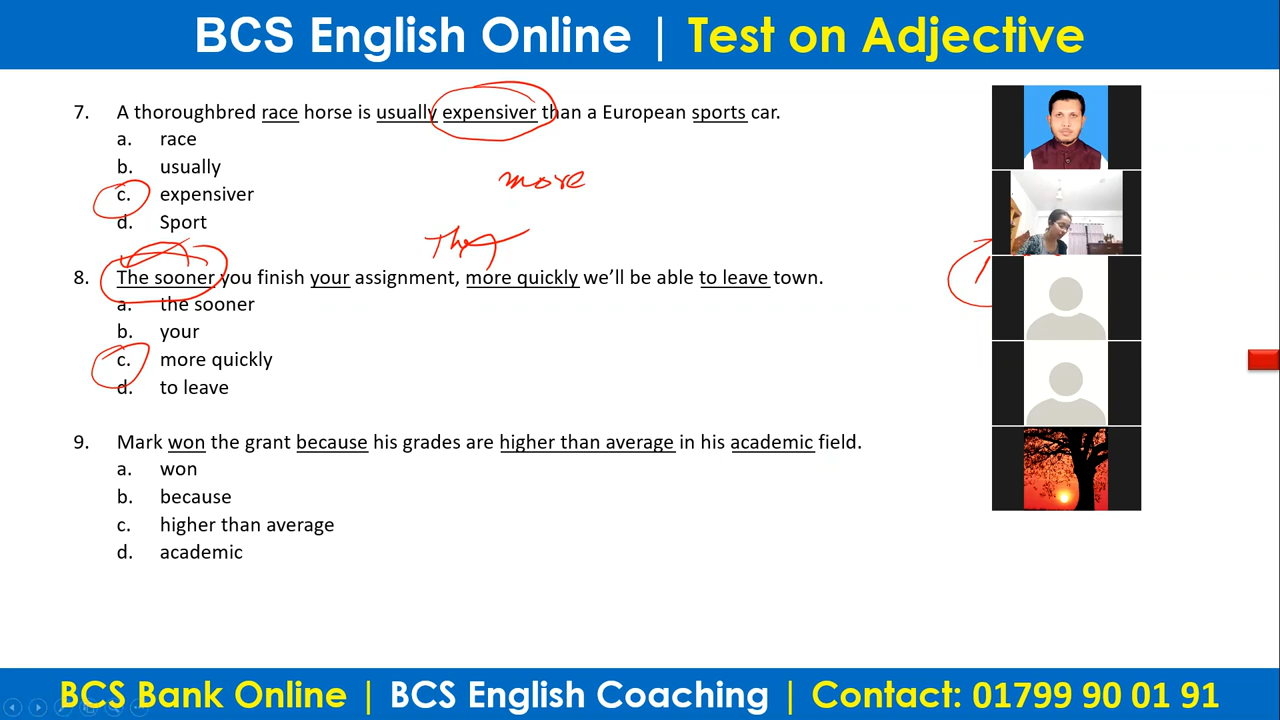 BCS English Online | Test on Adjective
7. A thoroughbred race horse is usually expensiver than a European sports car.
a. race
b. usually
c. expensiver
d. Sport
more
The
8. The sooner you finish your assignment, more quickly we'll be able to leave town.
a. the sooner
b. your
c. more quickly
d. to leave
9. Mark won the grant because his grades are higher than average in his academic field.
a. won
b. because
c. higher than average
d. academic
BCS Bank Online | BCS English Coaching | Contact: 01799 90 01 91